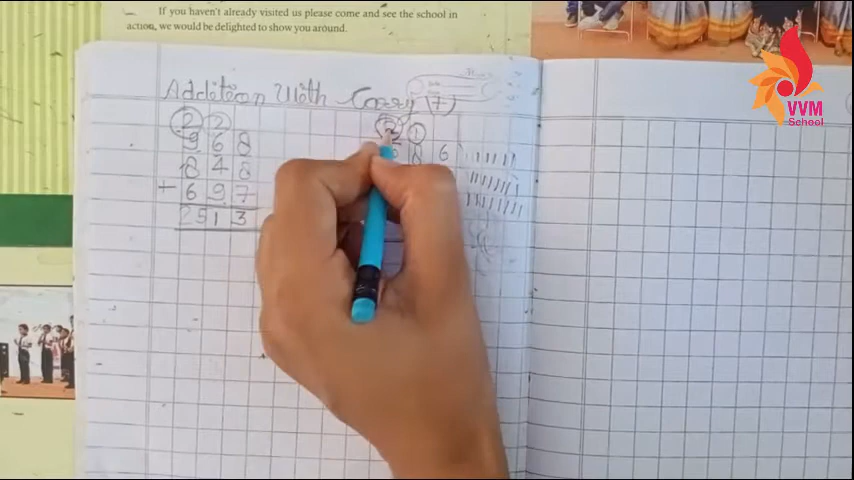 If you haven't already visited us please come and see the school in
action, we would be delighted to show you around.
VVM
School
Addition With Carry (7)
2 2
9 6 8
8 4 8
+ 6 9 7
2 5 1 3
2 1
8 6